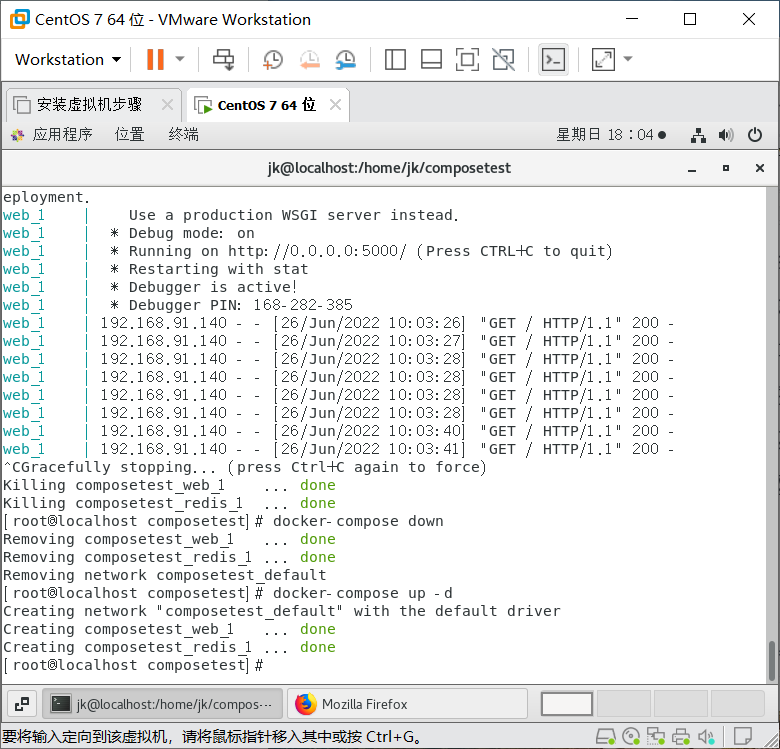 CentOS 7 64 位 - VMware Workstation
Workstation
安装虚拟机步骤
CentOS 7 64 位
应用程序 位置 终端 星期日 18:04
jk@localhost:/home/jk/composetest
eployment.
web_1 | Use a production WSGI server instead.
web_1 | * Debug mode: on
web_1 | * Running on http://0.0.0.0:5000/ (Press CTRL+C to quit)
web_1 | * Restarting with stat
web_1 | * Debugger is active!
web_1 | * Debugger PIN: 168-282-385
web_1 | 192.168.91.140 - - [26/Jun/2022 10:03:26] "GET / HTTP/1.1" 200 -
web_1 | 192.168.91.140 - - [26/Jun/2022 10:03:27] "GET / HTTP/1.1" 200 -
web_1 | 192.168.91.140 - - [26/Jun/2022 10:03:28] "GET / HTTP/1.1" 200 -
web_1 | 192.168.91.140 - - [26/Jun/2022 10:03:28] "GET / HTTP/1.1" 200 -
web_1 | 192.168.91.140 - - [26/Jun/2022 10:03:28] "GET / HTTP/1.1" 200 -
web_1 | 192.168.91.140 - - [26/Jun/2022 10:03:28] "GET / HTTP/1.1" 200 -
web_1 | 192.168.91.140 - - [26/Jun/2022 10:03:40] "GET / HTTP/1.1" 200 -
web_1 | 192.168.91.140 - - [26/Jun/2022 10:03:41] "GET / HTTP/1.1" 200 -
^CGracefully stopping... (press Ctrl+C again to force)
Killing composetest_web_1 ... done
Killing composetest_redis_1 ... done
[root@localhost composetest]# docker-compose down
Removing composetest_web_1 ... done
Removing composetest_redis_1 ... done
Removing network composetest_default
[root@localhost composetest]# docker-compose up -d
Creating network "composetest_default" with the default driver
Creating composetest_web_1 ... done
Creating composetest_redis_1 ... done
[root@localhost composetest]#
jk@localhost:/home/jk/compos··· Mozilla Firefox
要将输入定向到该虚拟机，请将鼠标指针移入其中或按 Ctrl+G。